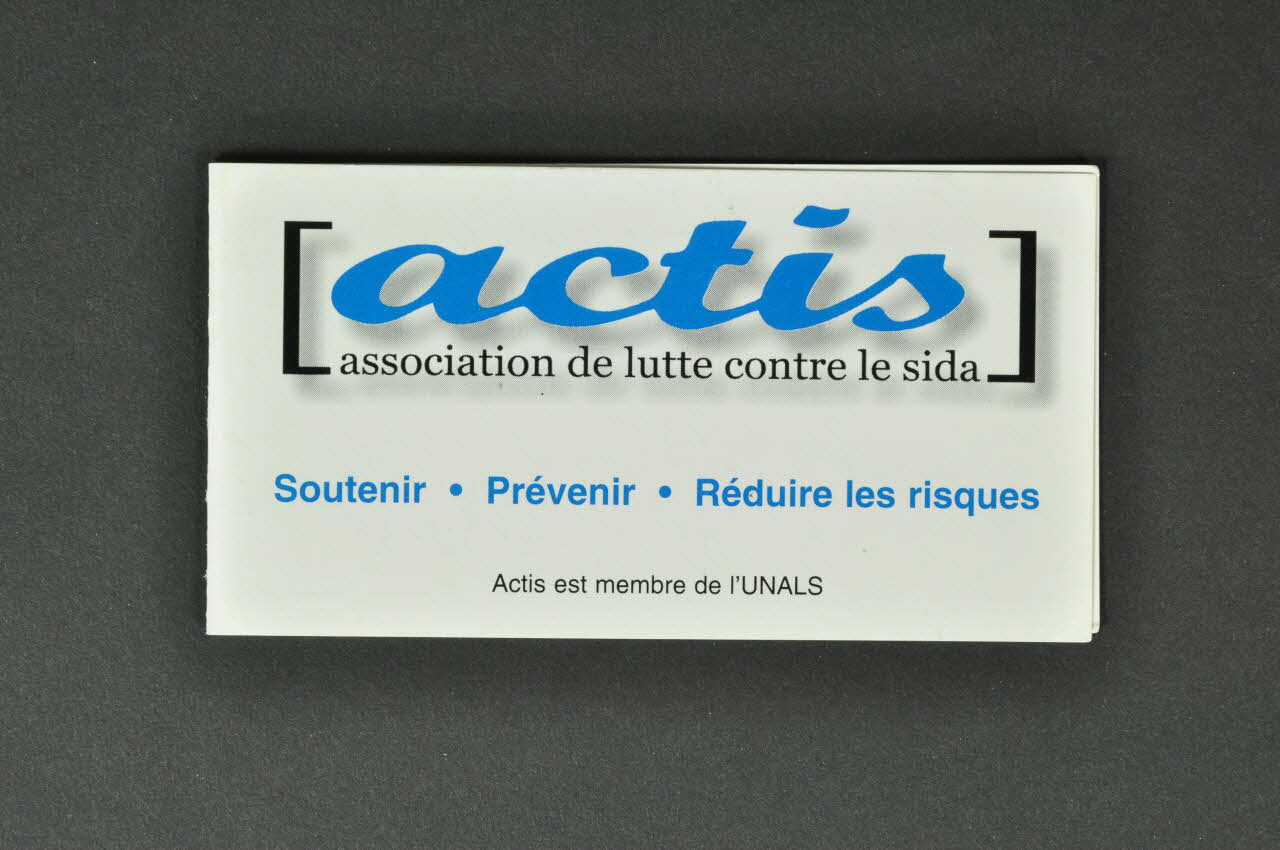 [actis
association de lutte contre le sida]
Soutenir • Prévenir • Réduire les risques
Actis est membre de l'UNALS